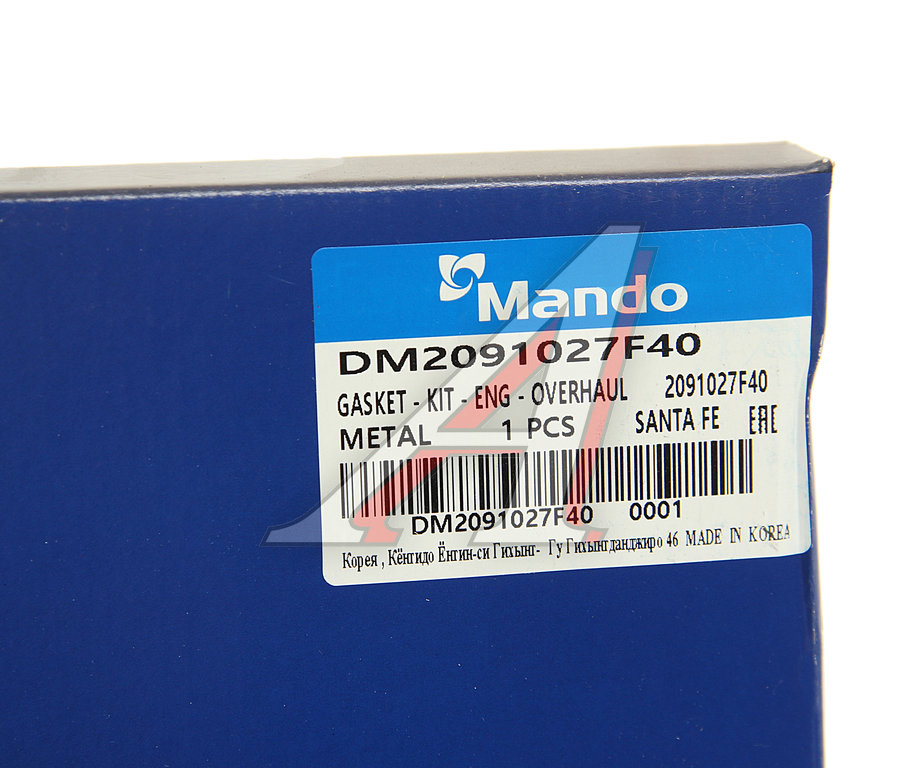 Mando
DM2091027F40
GASKET - KIT - ENG - OVERHAUL 2091027F40
METAL 1 PCS SANTA FE EAC
DM2091027F40 0001
Корея , Кёнгидо Ёнгин-си Гихынг- Гу Гихынгданджиро 46 MADE IN KOREA